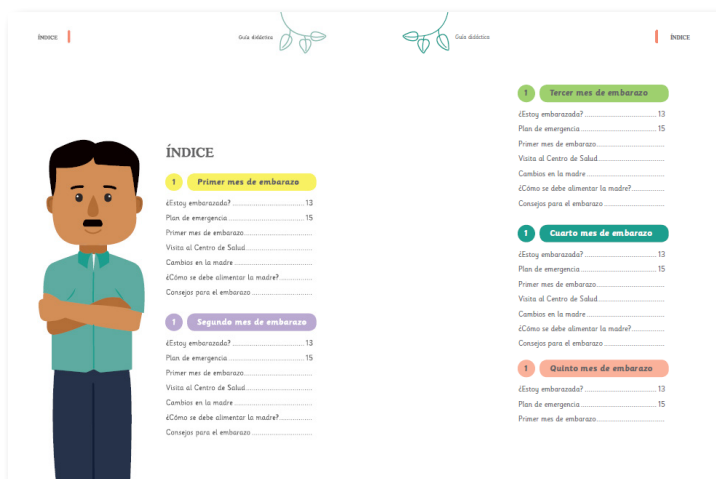 ÍNDICE
Guía didáctica
Guía didáctica
ÍNDICE
ÍNDICE
1 Primer mes de embarazo
¿Estoy embarazada? 13
Plan de emergencia 15
Primer mes de embarazo
Visita al Centro de Salud
Cambios en la madre
¿Cómo se debe alimentar la madre?
Consejos para el embarazo
1 Segundo mes de embarazo
¿Estoy embarazada? 13
Plan de emergencia 15
Primer mes de embarazo
Visita al Centro de Salud
Cambios en la madre
¿Cómo se debe alimentar la madre?
Consejos para el embarazo
1 Tercer mes de embarazo
¿Estoy embarazada? 13
Plan de emergencia 15
Primer mes de embarazo
Visita al Centro de Salud
Cambios en la madre
¿Cómo se debe alimentar la madre?
Consejos para el embarazo
1 Cuarto mes de embarazo
¿Estoy embarazada? 13
Plan de emergencia 15
Primer mes de embarazo
Visita al Centro de Salud
Cambios en la madre
¿Cómo se debe alimentar la madre?
Consejos para el embarazo
1 Quinto mes de embarazo
¿Estoy embarazada? 13
Plan de emergencia 15
Primer mes de embarazo